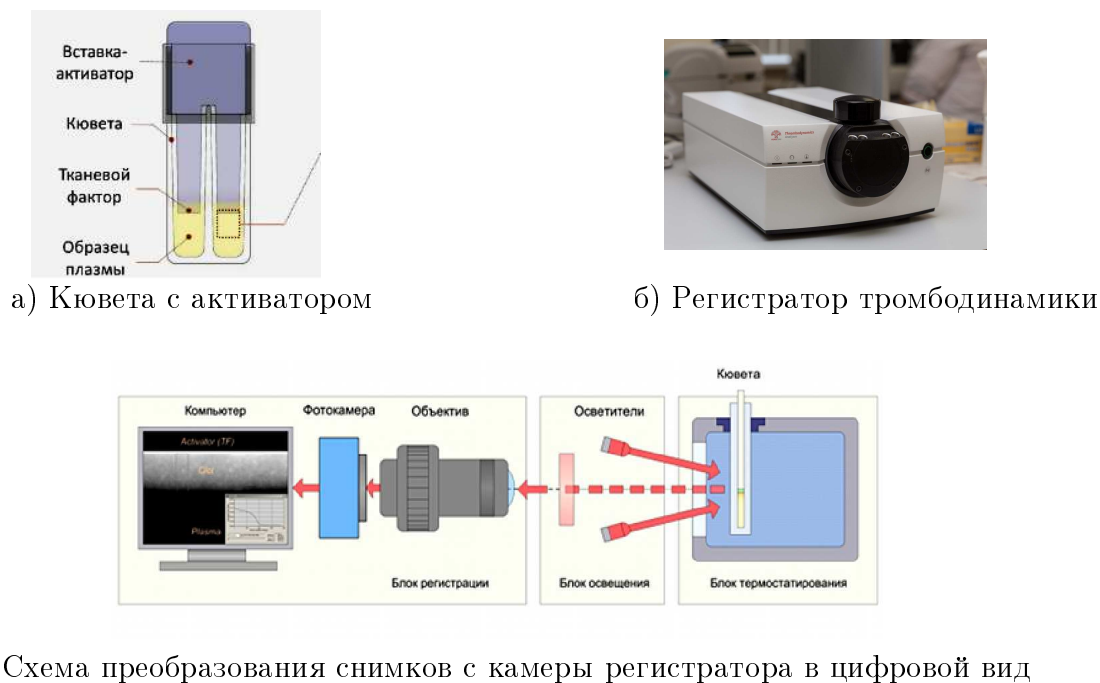 Вставка-
активатор
Кювета
Тканевой
фактор
Образец
плазмы
а) Кювета с активатором
б) Регистратор тромбодинамики
Кювета
Компьютер
Фотокамера
Объектив
Осветители
Activator (TF)
Clot
Plasma
Блок регистрации
Блок освещения
Блок термостатирования
Схема преобразования снимков с камеры регистратора в цифровой вид